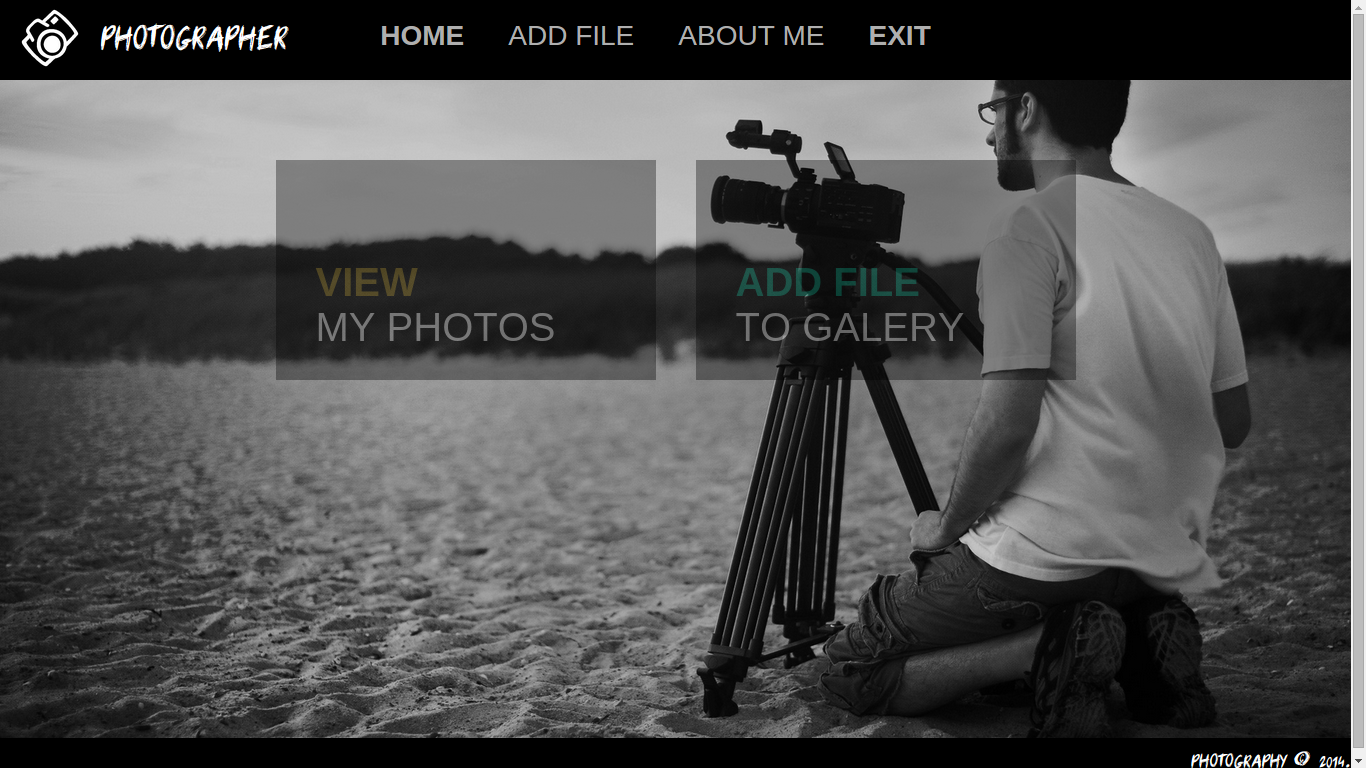 PHOTOGRAPHER
HOME ADD FILE ABOUT ME EXIT
VIEW
MY PHOTOS
ADD FILE
TO GALERY
PHOTOGRAPHY © 2014.